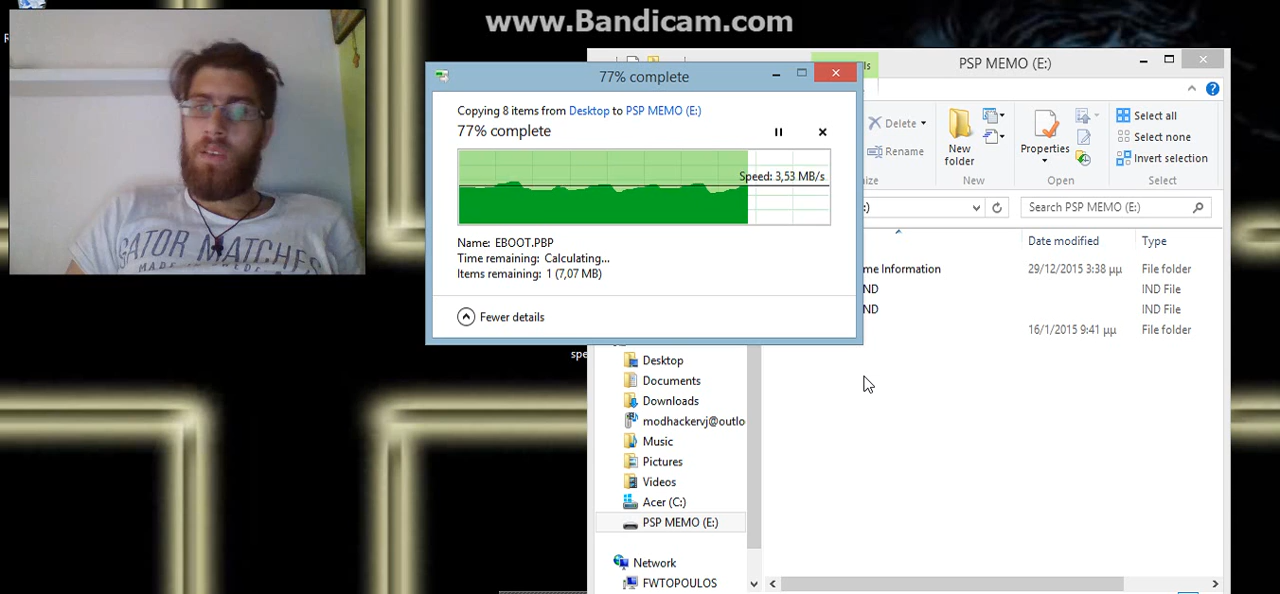 www.Bandicam.com
77% complete
PSP MEMO (E:)
Copying 8 items from Desktop to PSP MEMO (E:)
77% complete
Speed: 3,53 MB/s
Name: EBOOT.PBP
Time remaining: Calculating...
Items remaining: 1 (7,07 MB)
Fewer details
Delete
Rename
New
folder
Properties
Select all
Select none
Invert selection
ize
New
Open
Select
:)
Search PSP MEMO (E:)
Date modified
Type
me Information
29/12/2015 3:38 μμ
File folder
ND
IND File
ND
IND File
16/1/2015 9:41 μμ
File folder
spe
Desktop
Documents
Downloads
modhackervj@outlo
Music
Pictures
Videos
Acer (C:)
PSP MEMO (E:)
Network
FWTOPOULOS
GATOR MATCHES